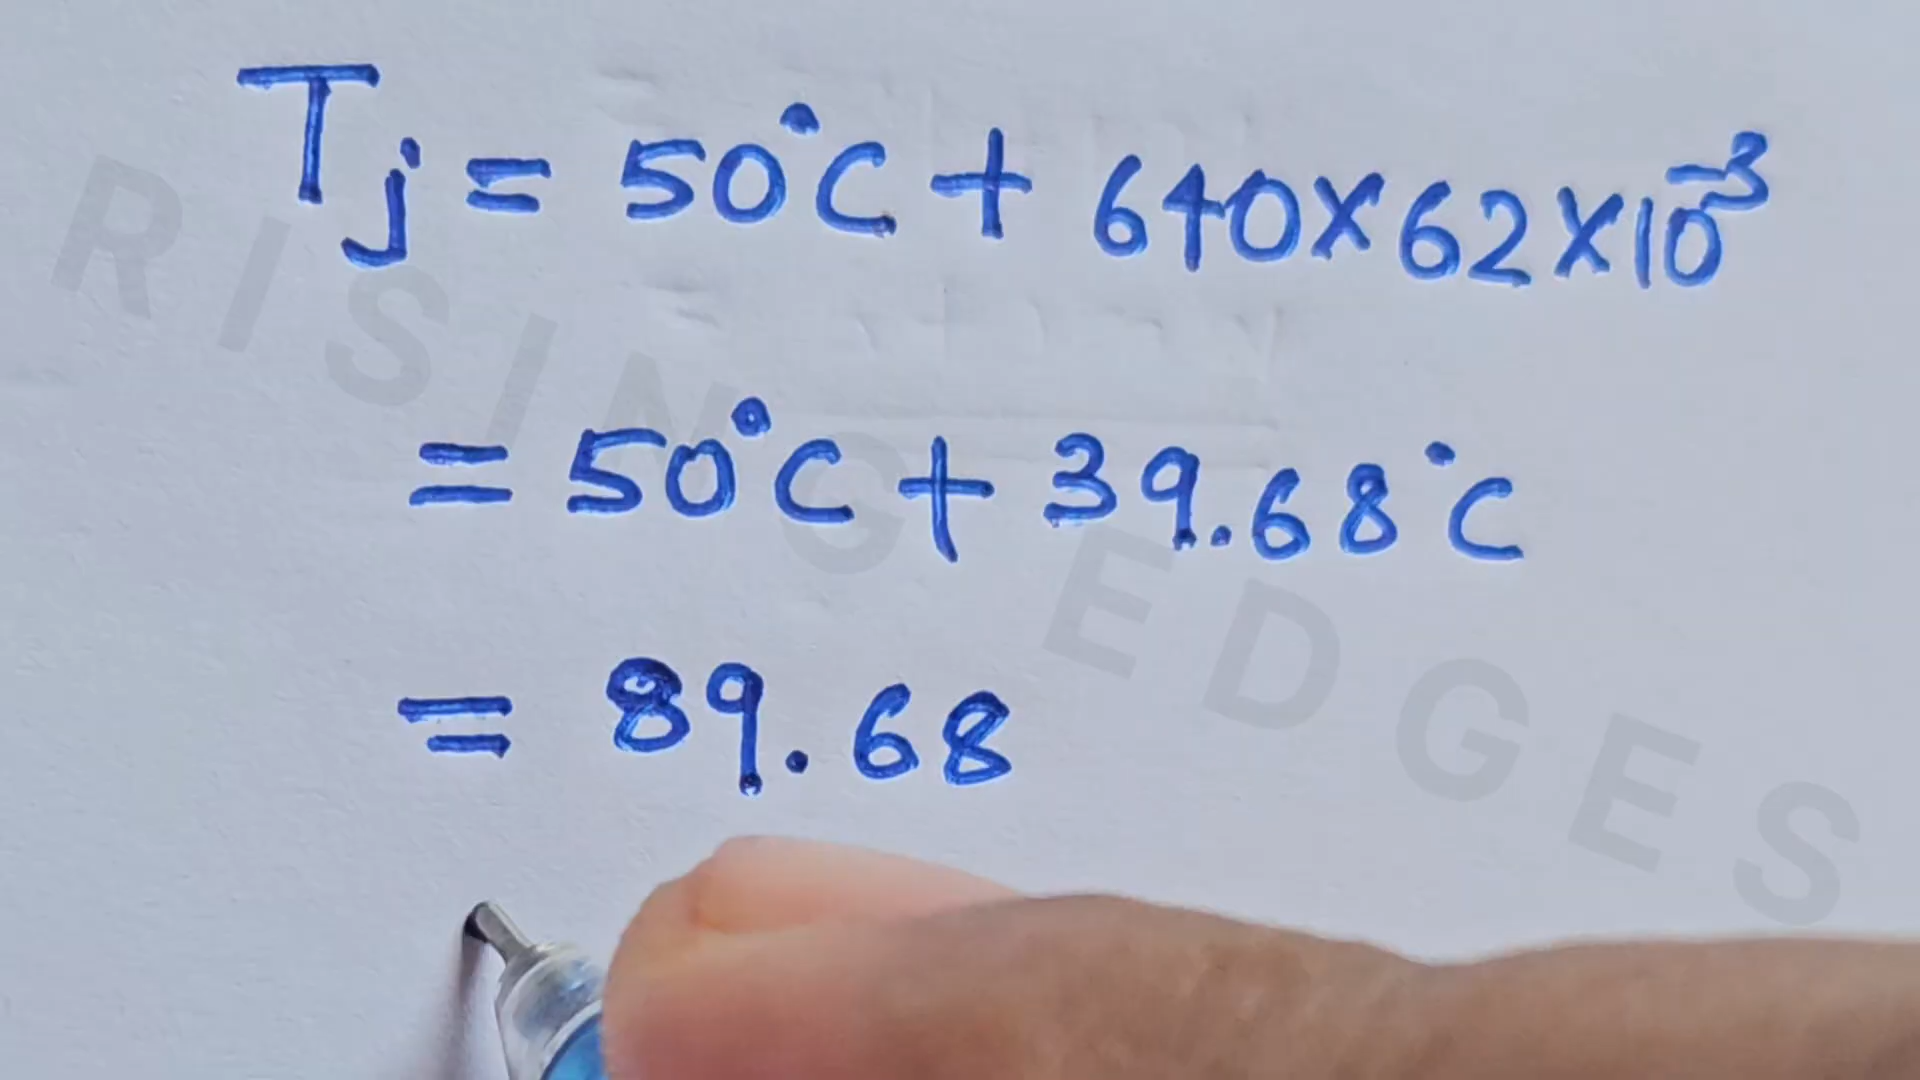 Tj = 50°C + 640×62×10⁻³
= 50°C + 39.68°C
= 89.68
RISING EDGES